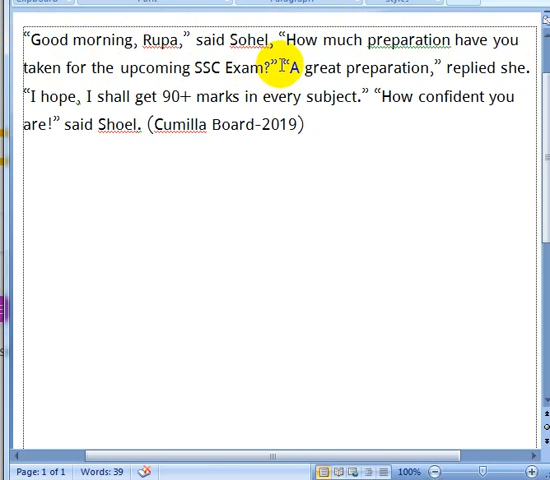 “Good morning, Rupa,” said Sohel, “How much preparation have you
taken for the upcoming SSC Exam?” “A great preparation,” replied she.
“I hope, I shall get 90+ marks in every subject.” “How confident you
are!” said Shoel. (Cumilla Board-2019)
Page: 1 of 1 Words: 39 100%